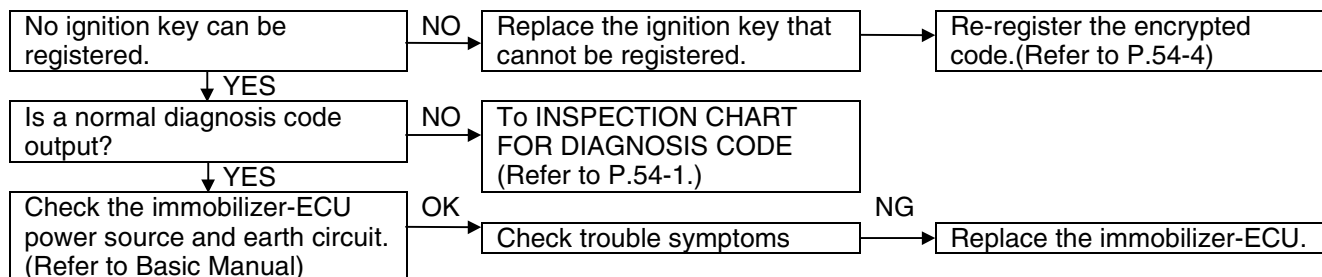 No ignition key can be
registered.
NO
Replace the ignition key that
cannot be registered.
Re-register the encrypted
code.(Refer to P.54-4)
YES
Is a normal diagnosis code
output?
NO
To INSPECTION CHART
FOR DIAGNOSIS CODE
(Refer to P.54-1.)
YES
Check the immobilizer-ECU
power source and earth circuit.
(Refer to Basic Manual)
OK
Check trouble symptoms
NG
Replace the immobilizer-ECU.